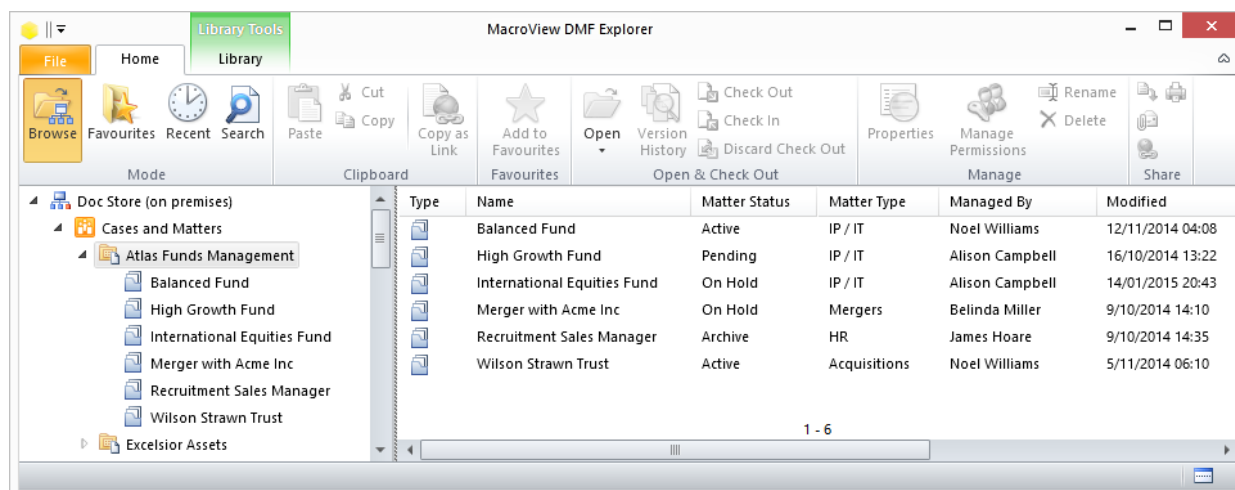 Library Tools MacroView DMF Explorer
File Home Library
Cut Check Out Rename
Copy Check In Delete
Browse Favourites Recent Search Paste Copy as Link Add to Favourites Open Version History Discard Check Out Properties Manage Permissions
Mode Clipboard Favourites Open & Check Out Manage Share
Doc Store (on premises)
Cases and Matters
Atlas Funds Management
Balanced Fund
High Growth Fund
International Equities Fund
Merger with Acme Inc
Recruitment Sales Manager
Wilson Strawn Trust
Excelsior Assets
Type Name Matter Status Matter Type Managed By Modified
Balanced Fund Active IP / IT Noel Williams 12/11/2014 04:08
High Growth Fund Pending IP / IT Alison Campbell 16/10/2014 13:22
International Equities Fund On Hold IP / IT Alison Campbell 14/01/2015 20:43
Merger with Acme Inc On Hold Mergers Belinda Miller 9/10/2014 14:10
Recruitment Sales Manager Archive HR James Hoare 9/10/2014 14:35
Wilson Strawn Trust Active Acquisitions Noel Williams 5/11/2014 06:10
1 - 6